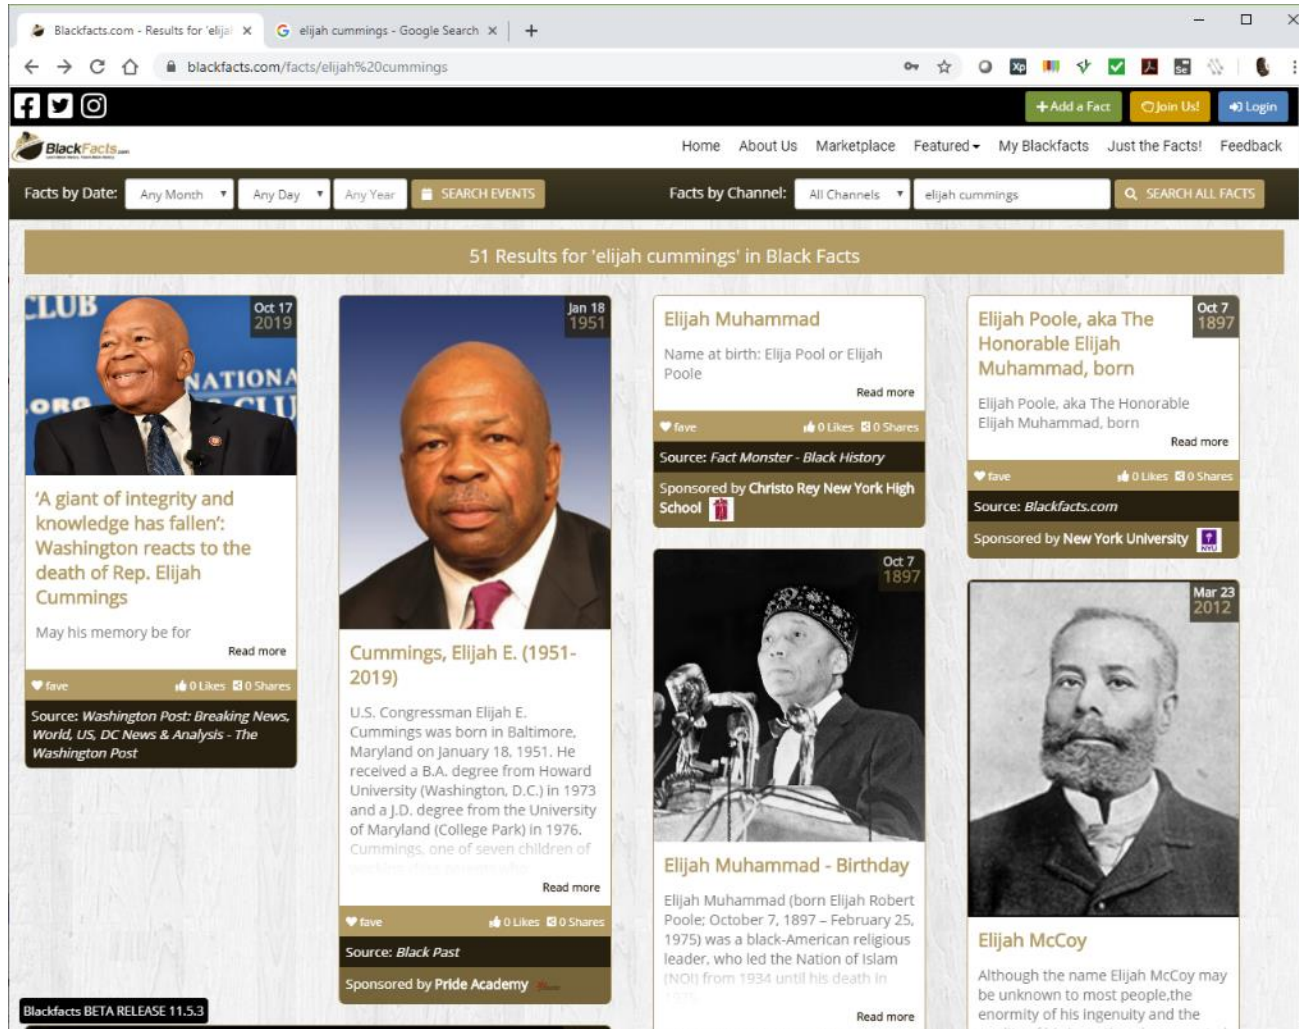 Blackfacts.com - Results for 'elija
elijah cummings - Google Search
blackfacts.com/facts/elijah%20cummings
+ Add a Fact
Join Us!
Login
BlackFacts.com
Home About Us Marketplace Featured My Blackfacts Just the Facts! Feedback
Facts by Date: Any Month Any Day Any Year SEARCH EVENTS
Facts by Channel: All Channels elijah cummings SEARCH ALL FACTS
51 Results for 'elijah cummings' in Black Facts
CLUB
NATIONA
.ORG
CLU
Oct 17
2019
'A giant of integrity and
knowledge has fallen':
Washington reacts to the
death of Rep. Elijah
Cummings
May his memory be for
Read more
fave 0 Likes 0 Shares
Source: Washington Post: Breaking News,
World, US, DC News & Analysis - The
Washington Post
Jan 18
1951
Cummings, Elijah E. (1951-
2019)
U.S. Congressman Elijah E.
Cummings was born in Baltimore,
Maryland on January 18, 1951. He
received a B.A. degree from Howard
University (Washington, D.C.) in 1973
and a J.D. degree from the University
of Maryland (College Park) in 1976.
Cummings, one of seven children of
Read more
fave 0 Likes 0 Shares
Source: Black Past
Sponsored by Pride Academy
Elijah Muhammad
Name at birth: Elija Pool or Elijah
Poole
Read more
fave 0 Likes 0 Shares
Source: Fact Monster - Black History
Sponsored by Christo Rey New York High
School
Oct 7
1897
Elijah Muhammad - Birthday
Elijah Muhammad (born Elijah Robert
Poole; October 7, 1897 – February 25,
1975) was a black-American religious
leader, who led the Nation of Islam
(NOI) from 1934 until his death in
Read more
Oct 7
1897
Elijah Poole, aka The
Honorable Elijah
Muhammad, born
Elijah Poole, aka The Honorable
Elijah Muhammad, born
Read more
fave 0 Likes 0 Shares
Source: Blackfacts.com
Sponsored by New York University
NYU
Mar 23
2012
Elijah McCoy
Although the name Elijah McCoy may
be unknown to most people,the
enormity of his ingenuity and the
Blackfacts BETA RELEASE 11.5.3